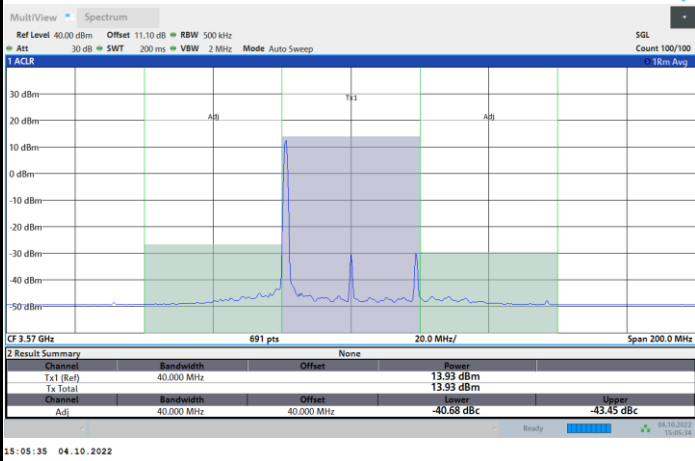 MultiView Spectrum
Ref Level 40.00 dBm Offset 11.10 dB RBW 500 kHz SGL
Att 30 dB SWT 200 ms VBW 2 MHz Mode Auto Sweep Count 100/100
1 ACLR 1Rm Avg
30 dBm
Tx1
20 dBm Adj Adj
10 dBm
0 dBm
-10 dBm
-20 dBm
-30 dBm
-40 dBm
-50 dBm
CF 3.57 GHz 691 pts 20.0 MHz/ Span 200.0 MHz
2 Result Summary None
Channel Bandwidth Offset Power
Tx1 (Ref) 40.000 MHz 13.93 dBm
Tx Total 13.93 dBm
Channel Bandwidth Offset Lower Upper
Adj 40.000 MHz 40.000 MHz -40.68 dBc -43.45 dBc
Ready 04.10.2022
15:05:34
15:05:35 04.10.2022